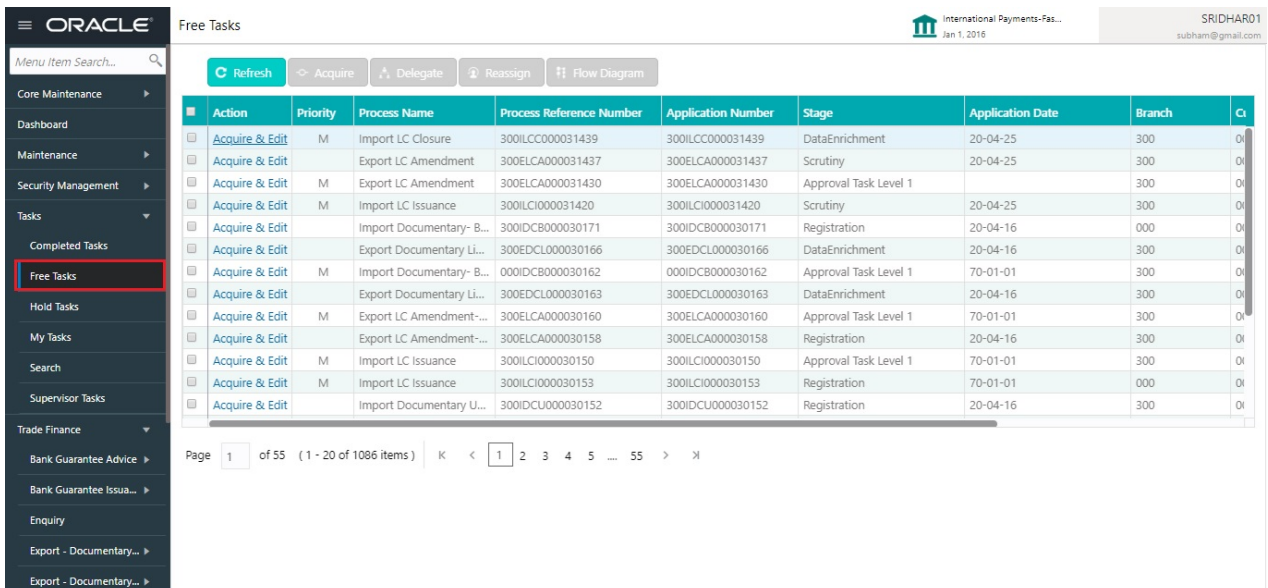 ORACLE
Free Tasks
International Payments-Fas...
Jan 1, 2016
SRIDHAR01
subham@gmail.com
Menu Item Search...
Core Maintenance
Dashboard
Maintenance
Security Management
Tasks
Completed Tasks
Free Tasks
Hold Tasks
My Tasks
Search
Supervisor Tasks
Trade Finance
Bank Guarantee Advice
Bank Guarantee Issua...
Enquiry
Export - Documentary...
Export - Documentary...
Refresh Acquire Delegate Reassign Flow Diagram
Action Priority Process Name Process Reference Number Application Number Stage Application Date Branch
Acquire & Edit M Import LC Closure 300ILCC000031439 300ILCC000031439 DataEnrichment 20-04-25 300
Acquire & Edit Export LC Amendment 300ELCA000031437 300ELCA000031437 Scrutiny 20-04-25 300
Acquire & Edit M Export LC Amendment 300ELCA000031430 300ELCA000031430 Approval Task Level 1 300
Acquire & Edit M Import LC Issuance 300ILCI000031420 300ILCI000031420 Scrutiny 20-04-25 300
Acquire & Edit Import Documentary- B... 300IDCB000030171 300IDCB000030171 Registration 20-04-16 000
Acquire & Edit Export Documentary Li... 300EDCL000030166 300EDCL000030166 DataEnrichment 20-04-16 300
Acquire & Edit M Import Documentary- B... 000IDCB000030162 000IDCB000030162 Approval Task Level 1 70-01-01 300
Acquire & Edit Export Documentary Li... 300EDCL000030163 300EDCL000030163 DataEnrichment 20-04-16 300
Acquire & Edit M Export LC Amendment-... 300ELCA000030160 300ELCA000030160 Approval Task Level 1 70-01-01 300
Acquire & Edit Export LC Amendment-... 300ELCA000030158 300ELCA000030158 Registration 20-04-16 300
Acquire & Edit M Import LC Issuance 300ILCI000030150 300ILCI000030150 Approval Task Level 1 70-01-01 300
Acquire & Edit M Import LC Issuance 300ILCI000030153 300ILCI000030153 Registration 70-01-01 000
Acquire & Edit Import Documentary U... 300IDCU000030152 300IDCU000030152 Registration 20-04-16 300
Page 1 of 55 (1 - 20 of 1086 items) 1 2 3 4 5 .... 55